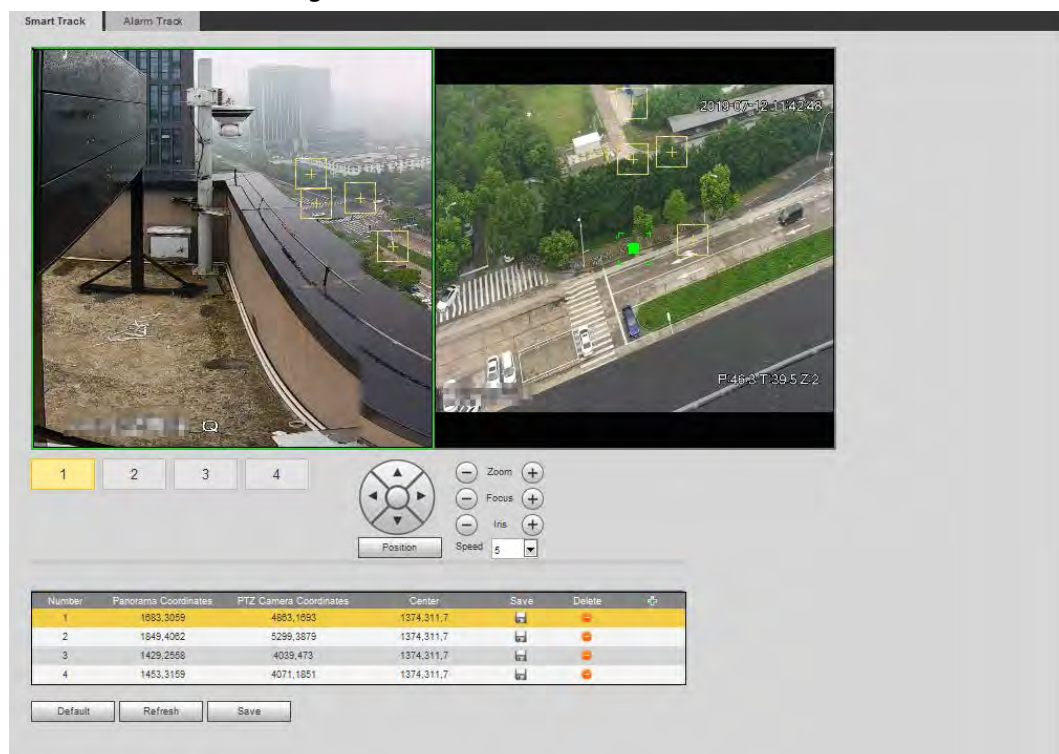 Smart Track Alarm Track
2019-07-12 11:42:48
P:46.3 T:39.5 Z:2
1 2 3 4
Zoom
Focus
Iris
Position Speed 5
Number Panorama Coordinates PTZ Camera Coordinates Center Save Delete
1 1683,3059 4863,1693 1374,311,7
2 1849,4062 5299,3879 1374,311,7
3 1429,2558 4039,473 1374,311,7
4 1453,3159 4071,1851 1374,311,7
Default Refresh Save